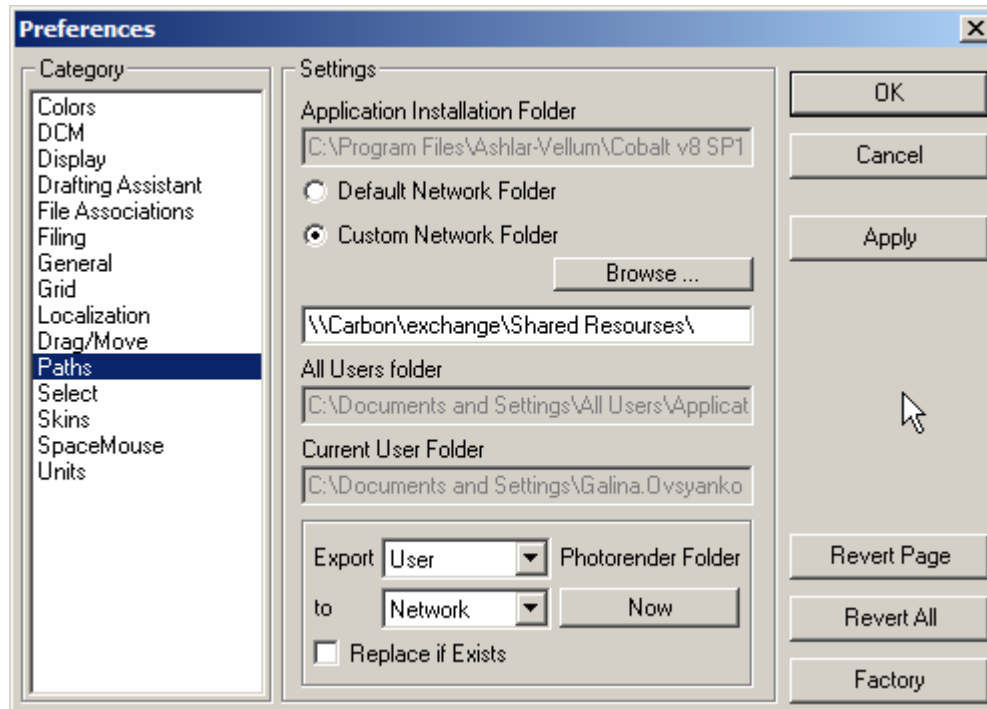 Preferences
Category
Colors
DCM
Display
Drafting Assistant
File Associations
Filing
General
Grid
Localization
Drag/Move
Paths
Select
Skins
SpaceMouse
Units
Settings
Application Installation Folder
C:\Program Files\Ashlar-Vellum\Cobalt v8 SP1
Default Network Folder
Custom Network Folder
Browse ...
\\Carbon\exchange\Shared Resourses\
All Users folder
C:\Documents and Settings\All Users\Applicat
Current User Folder
C:\Documents and Settings\Galina.Ovsyanko
Export User Photorender Folder
to Network Now
Replace if Exists
OK
Cancel
Apply
Revert Page
Revert All
Factory